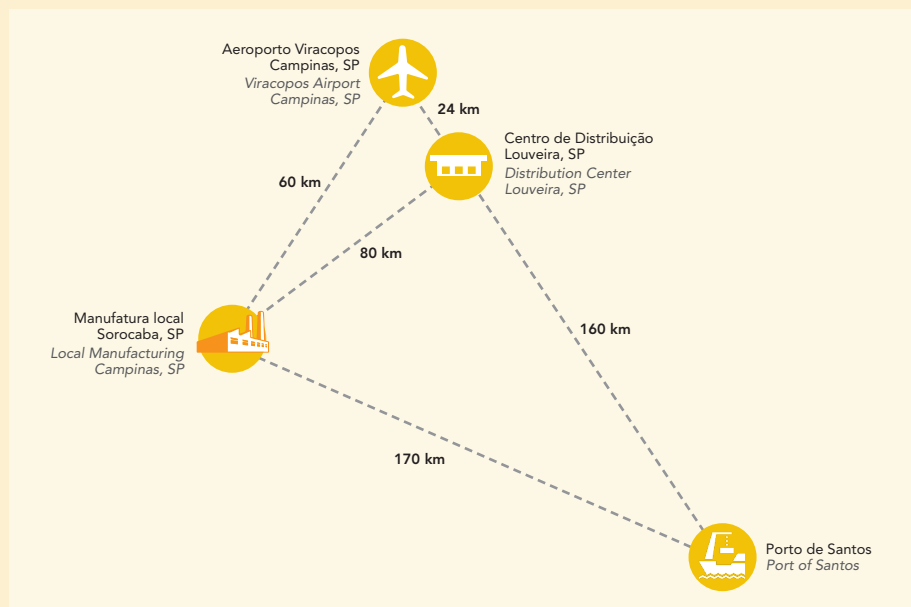 Aeroporto Viracopos
Campinas, SP
Viracopos Airport
Campinas, SP
24 km
Centro de Distribuição
Louveira, SP
Distribution Center
Louveira, SP
60 km
80 km
Manufatura local
Sorocaba, SP
Local Manufacturing
Campinas, SP
160 km
170 km
Porto de Santos
Port of Santos